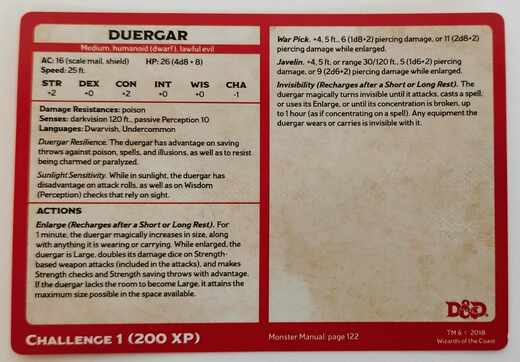 DUERGAR
Medium, humanoid (dwarf), lawful evil
AC: 16 (scale mail, shield) HP: 26 (4d8 + 8)
Speed: 25 ft.
STR DEX CON INT WIS CHA
+2 +0 +2 +0 +0 -1
Damage Resistances: poison
Senses: darkvision 120 ft., passive Perception 10
Languages: Dwarvish, Undercommon
Duergar Resilience. The duergar has advantage on saving
throws against poison, spells, and illusions, as well as to resist
being charmed or paralyzed.
Sunlight Sensitivity. While in sunlight, the duergar has
disadvantage on attack rolls, as well as on Wisdom
(Perception) checks that rely on sight.
ACTIONS
Enlarge (Recharges after a Short or Long Rest). For
1 minute, the duergar magically increases in size, along
with anything it is wearing or carrying. While enlarged, the
duergar is Large, doubles its damage dice on Strength-
based weapon attacks (included in the attacks), and makes
Strength checks and Strength saving throws with advantage.
If the duergar lacks the room to become Large, it attains the
maximum size possible in the space available.
CHALLENGE 1 (200 XP)
War Pick. +4, 5 ft., 6 (1d8+2) piercing damage, or 11 (2d8+2)
piercing damage while enlarged.
Javelin. +4, 5 ft. or range 30/120 ft., 5 (1d6+2) piercing
damage, or 9 (2d6+2) piercing damage while enlarged.
Invisibility (Recharges after a Short or Long Rest). The
duergar magically turns invisible until it attacks, casts a spell,
or uses its Enlarge, or until its concentration is broken, up
to 1 hour (as if concentrating on a spell). Any equipment the
duergar wears or carries is invisible with it.
D&D
Monster Manual: page 122
TM & © 2018
Wizards of the Coast